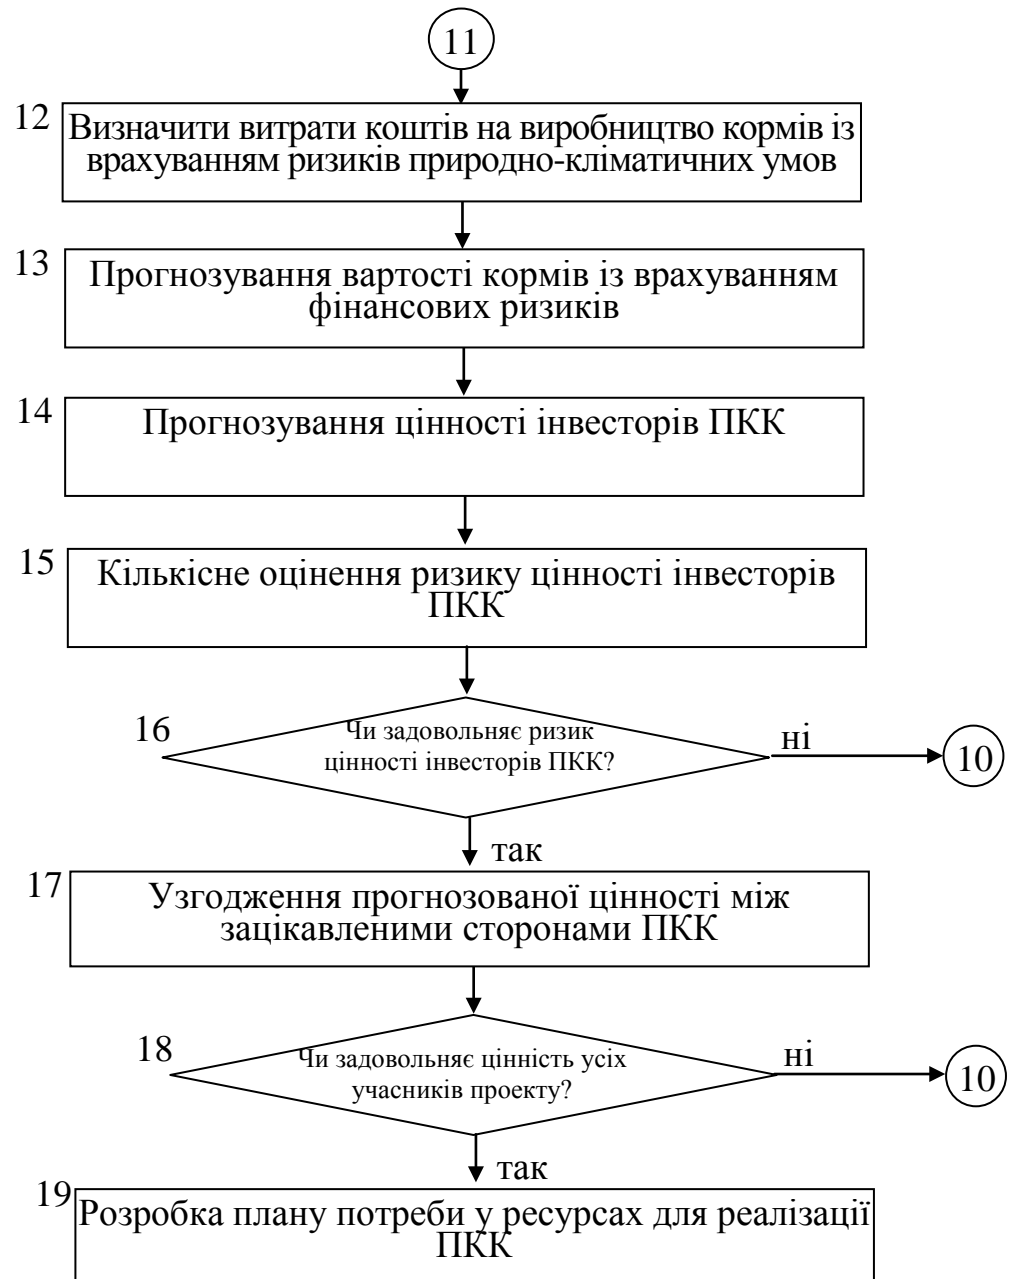 11
12
Визначити витрати коштів на виробництво кормів із
врахуванням ризиків природно-кліматичних умов
13
Прогнозування вартості кормів із врахуванням
фінансових ризиків
14
Прогнозування цінності інвесторів ПКК
15
Кількісне оцінення ризику цінності інвесторів
ПКК
16
Чи задовольняє ризик
цінності інвесторів ПКК?
ні
10
так
17
Узгодження прогнозованої цінності між
зацікавленими сторонами ПКК
18
Чи задовольняє цінність усіх
учасників проекту?
ні
10
так
19
Розробка плану потреби у ресурсах для реалізації
ПКК